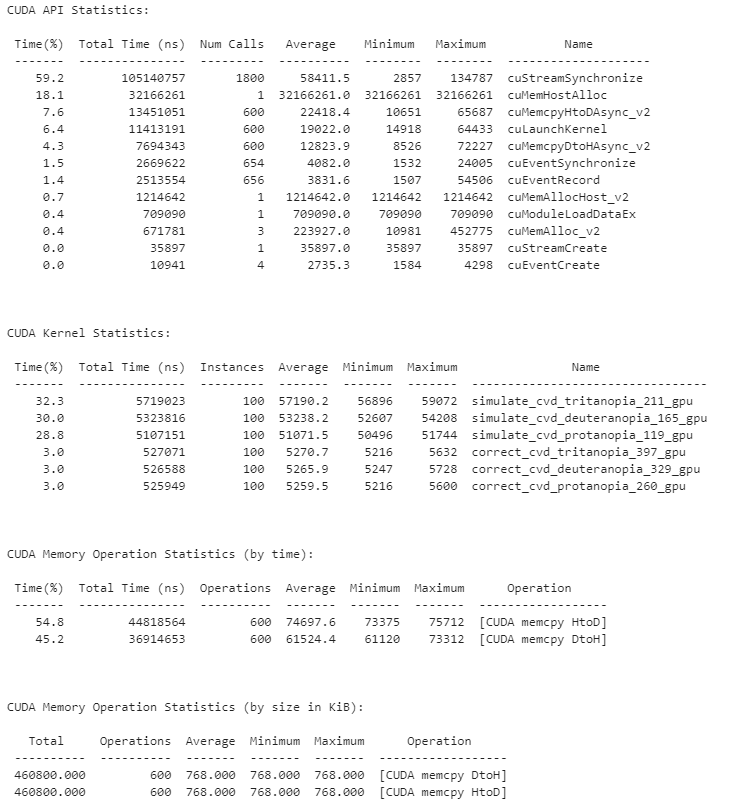 CUDA API Statistics:
Time(%) Total Time (ns) Num Calls Average Minimum Maximum Name
------- --------------- --------- ---------- -------- -------- --------------------
59.2 105140757 1800 58411.5 2857 134787 cuStreamSynchronize
18.1 32166261 1 32166261.0 32166261 32166261 cuMemHostAlloc
7.6 13451051 600 22418.4 10651 65687 cuMemcpyHtoDAsync_v2
6.4 11413191 600 19022.0 14918 64433 cuLaunchKernel
4.3 7694343 600 12823.9 8526 72227 cuMemcpyDtoHAsync_v2
1.5 2669622 654 4082.0 1532 24005 cuEventSynchronize
1.4 2513554 656 3831.6 1507 54506 cuEventRecord
0.7 1214642 1 1214642.0 1214642 1214642 cuMemAllocHost_v2
0.4 709090 1 709090.0 709090 709090 cuModuleLoadDataEx
0.4 671781 3 223927.0 10981 452775 cuMemAlloc_v2
0.0 35897 1 35897.0 35897 35897 cuStreamCreate
0.0 10941 4 2735.3 1584 4298 cuEventCreate
CUDA Kernel Statistics:
Time(%) Total Time (ns) Instances Average Minimum Maximum Name
------- --------------- --------- ------- ------- ------- ---------------------------------
32.3 5719023 100 57190.2 56896 59072 simulate_cvd_tritanopia_211_gpu
30.0 5323816 100 53238.2 52607 54208 simulate_cvd_deuteranopia_165_gpu
28.8 5107151 100 51071.5 50496 51744 simulate_cvd_protanopia_119_gpu
3.0 527071 100 5270.7 5216 5632 correct_cvd_tritanopia_397_gpu
3.0 526588 100 5265.9 5247 5728 correct_cvd_deuteranopia_329_gpu
3.0 525949 100 5259.5 5216 5600 correct_cvd_protanopia_260_gpu
CUDA Memory Operation Statistics (by time):
Time(%) Total Time (ns) Operations Average Minimum Maximum Operation
------- --------------- ---------- ------- ------- ------- ------------------
54.8 44818564 600 74697.6 73375 75712 [CUDA memcpy HtoD]
45.2 36914653 600 61524.4 61120 73312 [CUDA memcpy DtoH]
CUDA Memory Operation Statistics (by size in KiB):
Total Operations Average Minimum Maximum Operation
---------- ---------- ------- ------- ------- ------------------
460800.000 600 768.000 768.000 768.000 [CUDA memcpy DtoH]
460800.000 600 768.000 768.000 768.000 [CUDA memcpy HtoD]